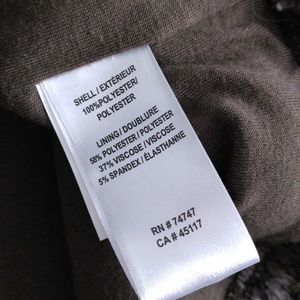 SHELL / EXTÉRIEUR
100%POLYESTER/
POLYESTER
LINING / DOUBLURE
58% POLYESTER / POLYESTER
37% VISCOSE / VISCOSE
5% SPANDEX / ÉLASTHANNE
RN # 74747
CA # 45117